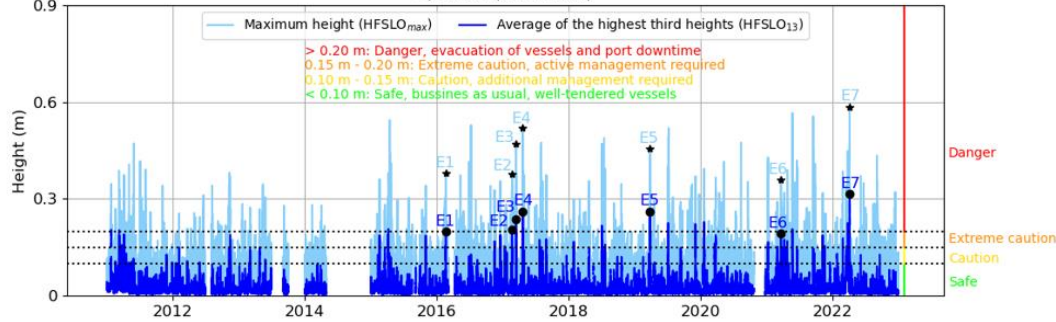 0.9
Maximum height (HFSLOmax) Average of the highest third heights (HFSLO13)
> 0.20 m: Danger, evacuation of vessels and port downtime
0.15 m - 0.20 m: Extreme caution, active management required
0.10 m - 0.15 m: Caution, additional management required
< 0.10 m: Safe, bussines as usual, well-tendered vessels
0.6
Height (m)
E7
E4
E3
E5
E1
E2
E6
Danger
0.3
E7
E3 E4
E5
E1
E2
E6
Extreme caution
Caution
Safe
0
2012 2014 2016 2018 2020 2022